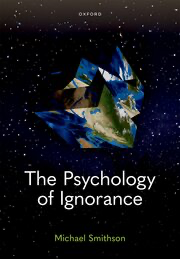 OXFORD
The Psychology
of Ignorance
Michael Smithson